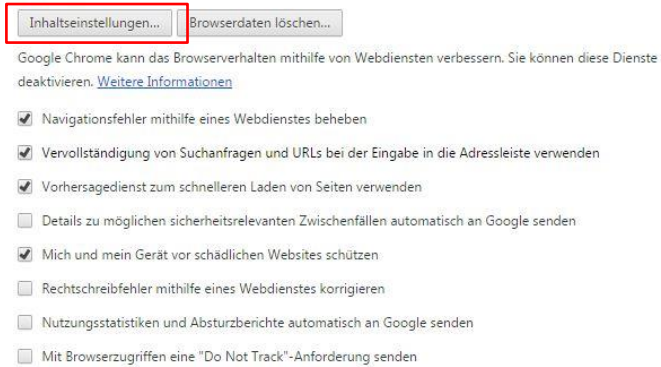 Inhaltseinstellungen... Browserdaten löschen...
Google Chrome kann das Browserverhalten mithilfe von Webdiensten verbessern. Sie können diese Dienste
deaktivieren. Weitere Informationen
Navigationsfehler mithilfe eines Webdienstes beheben
Vervollständigung von Suchanfragen und URLs bei der Eingabe in die Adressleiste verwenden
Vorhersagedienst zum schnelleren Laden von Seiten verwenden
Details zu möglichen sicherheitsrelevanten Zwischenfällen automatisch an Google senden
Mich und mein Gerät vor schädlichen Websites schützen
Rechtschreibfehler mithilfe eines Webdienstes korrigieren
Nutzungsstatistiken und Absturzberichte automatisch an Google senden
Mit Browserzugriffen eine "Do Not Track"-Anforderung senden